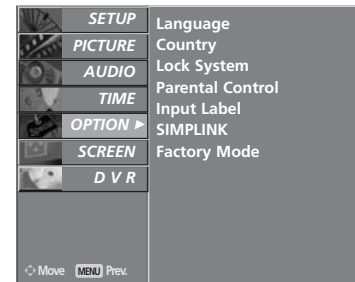 SETUP
PICTURE
AUDIO
TIME
OPTION ►
SCREEN
D V R
Move MENU Prev.
Language
Country
Lock System
Parental Control
Input Label
SIMPLINK
Factory Mode